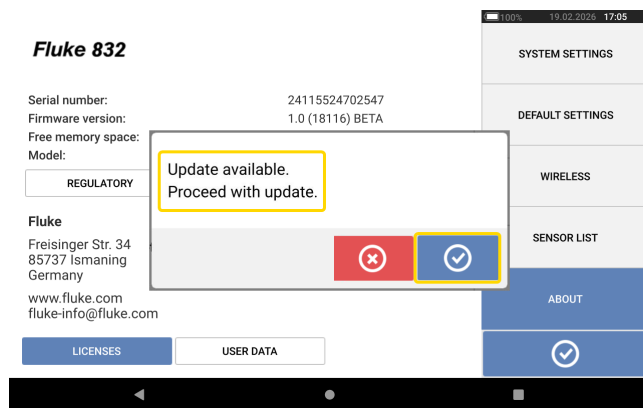 100% 19.02.2026 17:05
Fluke 832
SYSTEM SETTINGS
Serial number: 24115524702547
Firmware version: 1.0 (18116) BETA
DEFAULT SETTINGS
Free memory space:
Model:
Update available.
Proceed with update.
REGULATORY
WIRELESS
Fluke
Freisinger Str. 34
85737 Ismaning
Germany
SENSOR LIST
www.fluke.com
fluke-info@fluke.com
ABOUT
LICENSES
USER DATA